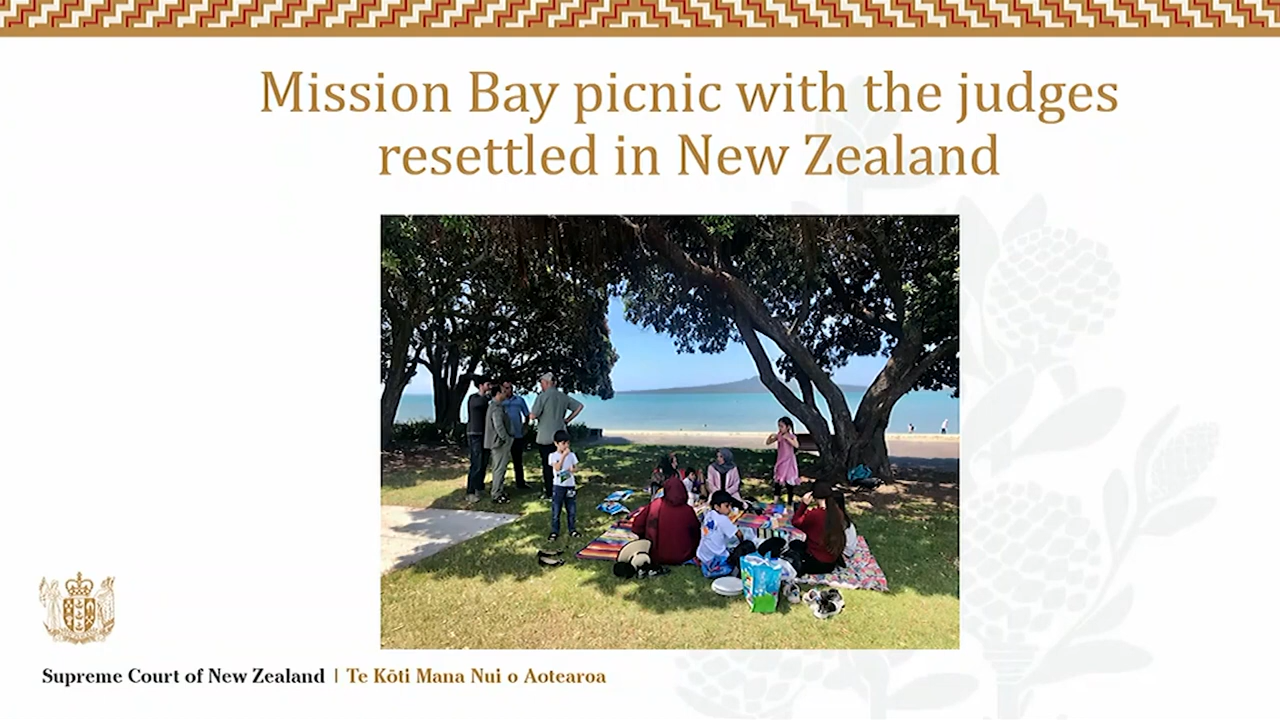 Mission Bay picnic with the judges
resettled in New Zealand
Supreme Court of New Zealand | Te Kōti Mana Nui o Aotearoa